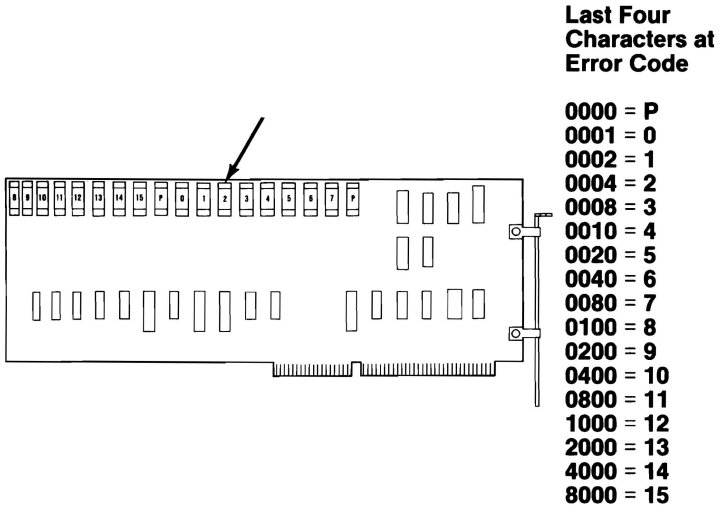 Last Four
Characters at
Error Code
8 9 10 11 12 13 14 15 P 0 1 2 3 4 5 6 7 P
0000 = P
0001 = 0
0002 = 1
0004 = 2
0008 = 3
0010 = 4
0020 = 5
0040 = 6
0080 = 7
0100 = 8
0200 = 9
0400 = 10
0800 = 11
1000 = 12
2000 = 13
4000 = 14
8000 = 15